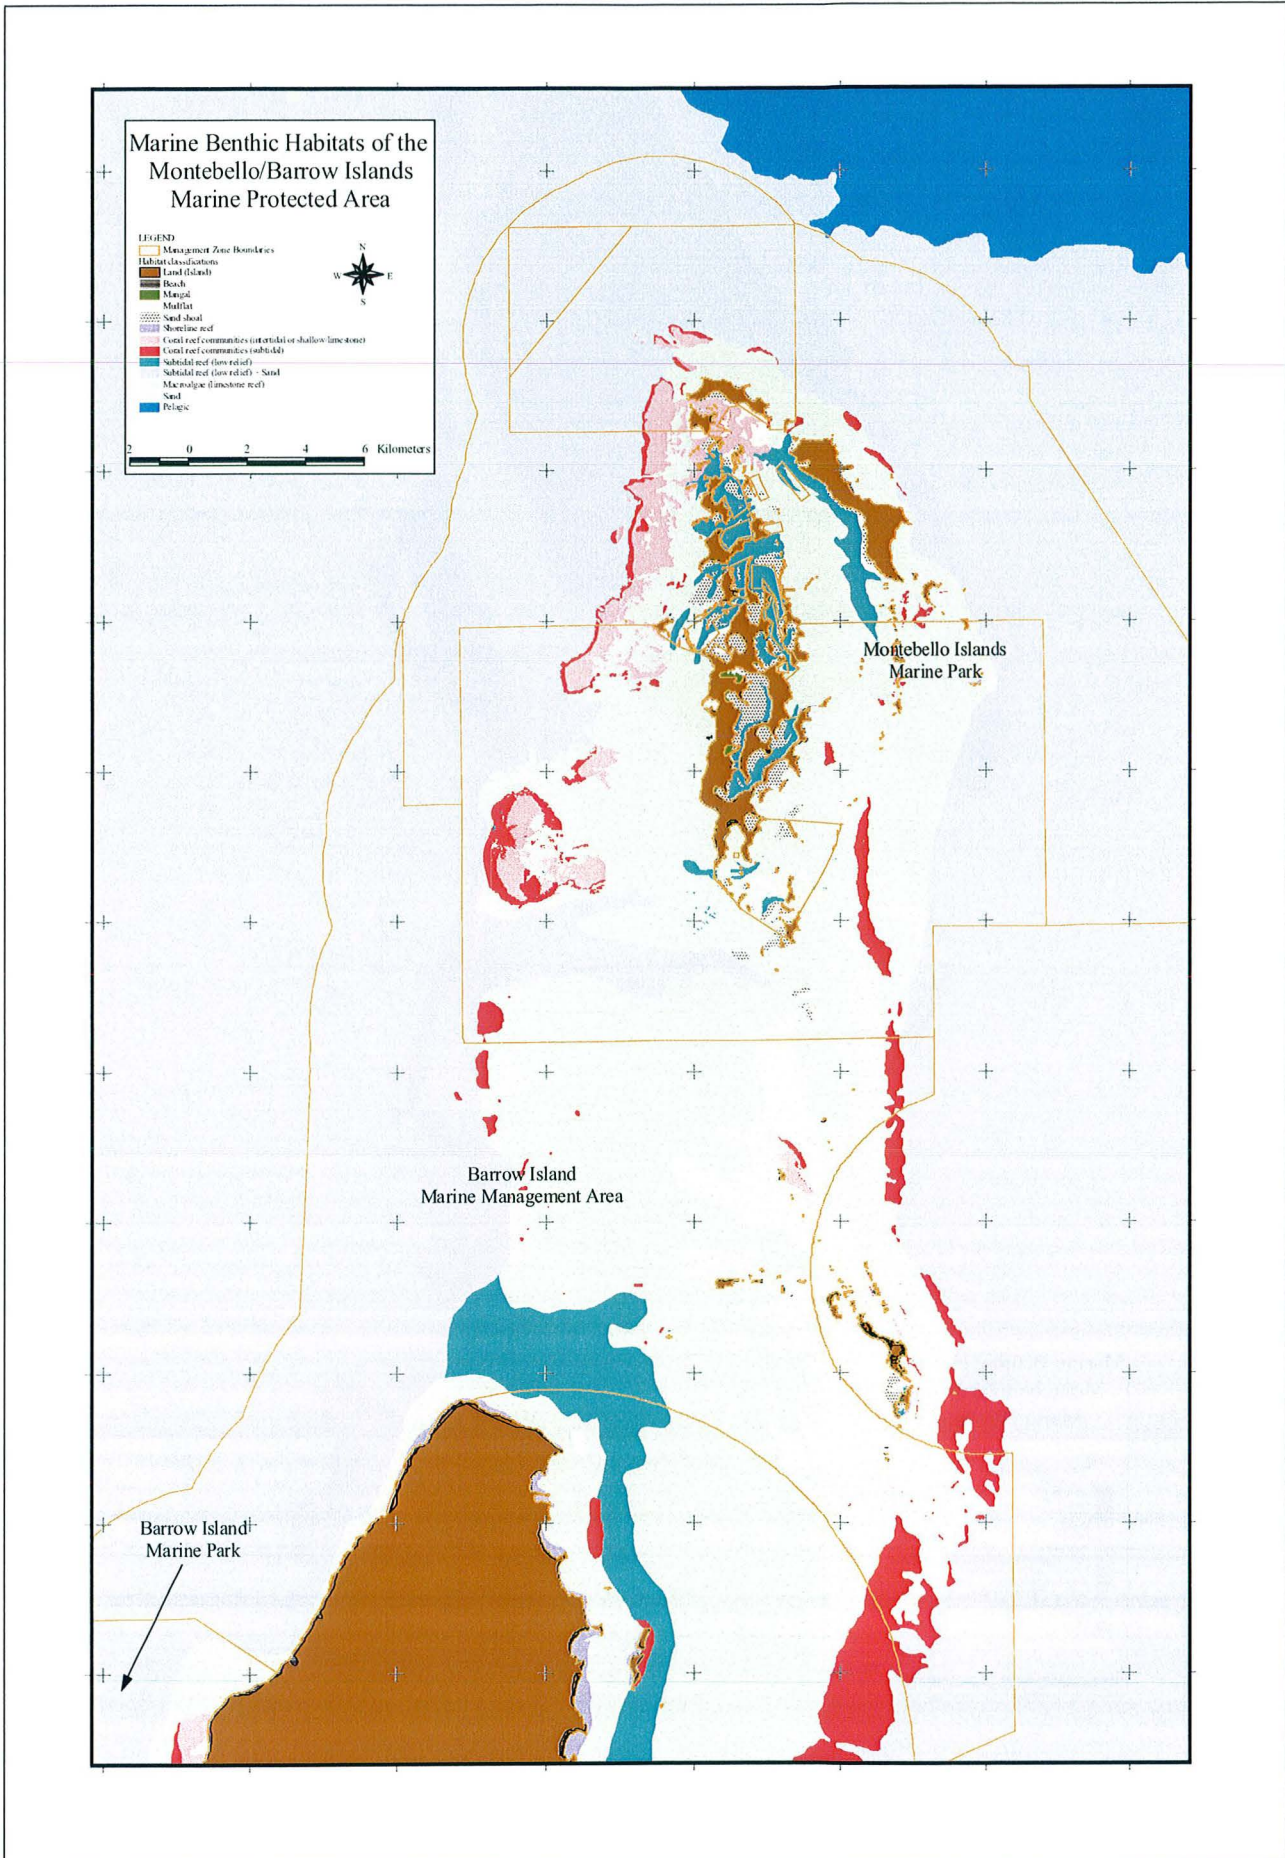 Marine Benthic Habitats of the
Montebello/Barrow Islands
Marine Protected Area
LEGEND
Management Zone Boundaries
Habitat classifications
Land (Island)
Beach
Mangal
Mudflat
Sand shoal
Shoreline reef
Coral reef communities (intertidal or shallow limestone)
Coral reef communities (subtidal)
Subtidal reef (low relief)
Subtidal reef (low relief) - Sand
Macroalgae (limestone reef)
Sand
Pelagic
N
W E
S
2 0 2 4 6 Kilometers
Montebello Islands
Marine Park
Barrow Island
Marine Management Area
Barrow Island
Marine Park